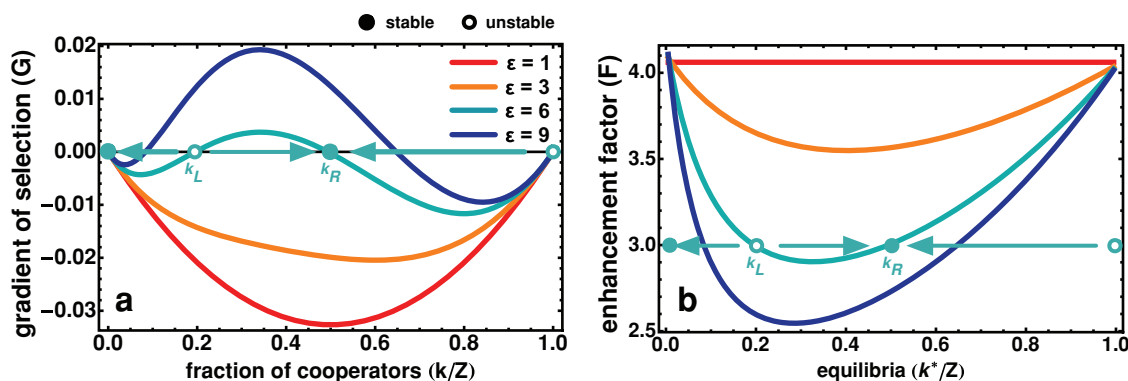 stable unstable
gradient of selection (G)
0.02
0.01
0.00
−0.01
−0.02
−0.03
ε = 1
ε = 3
ε = 6
ε = 9
k_L
k_R
a
0.0 0.2 0.4 0.6 0.8 1.0
fraction of cooperators (k/Z)
enhancement factor (F)
4.0
3.5
3.0
2.5
k_L
k_R
b
0.0 0.2 0.4 0.6 0.8 1.0
equilibria (k*/Z)